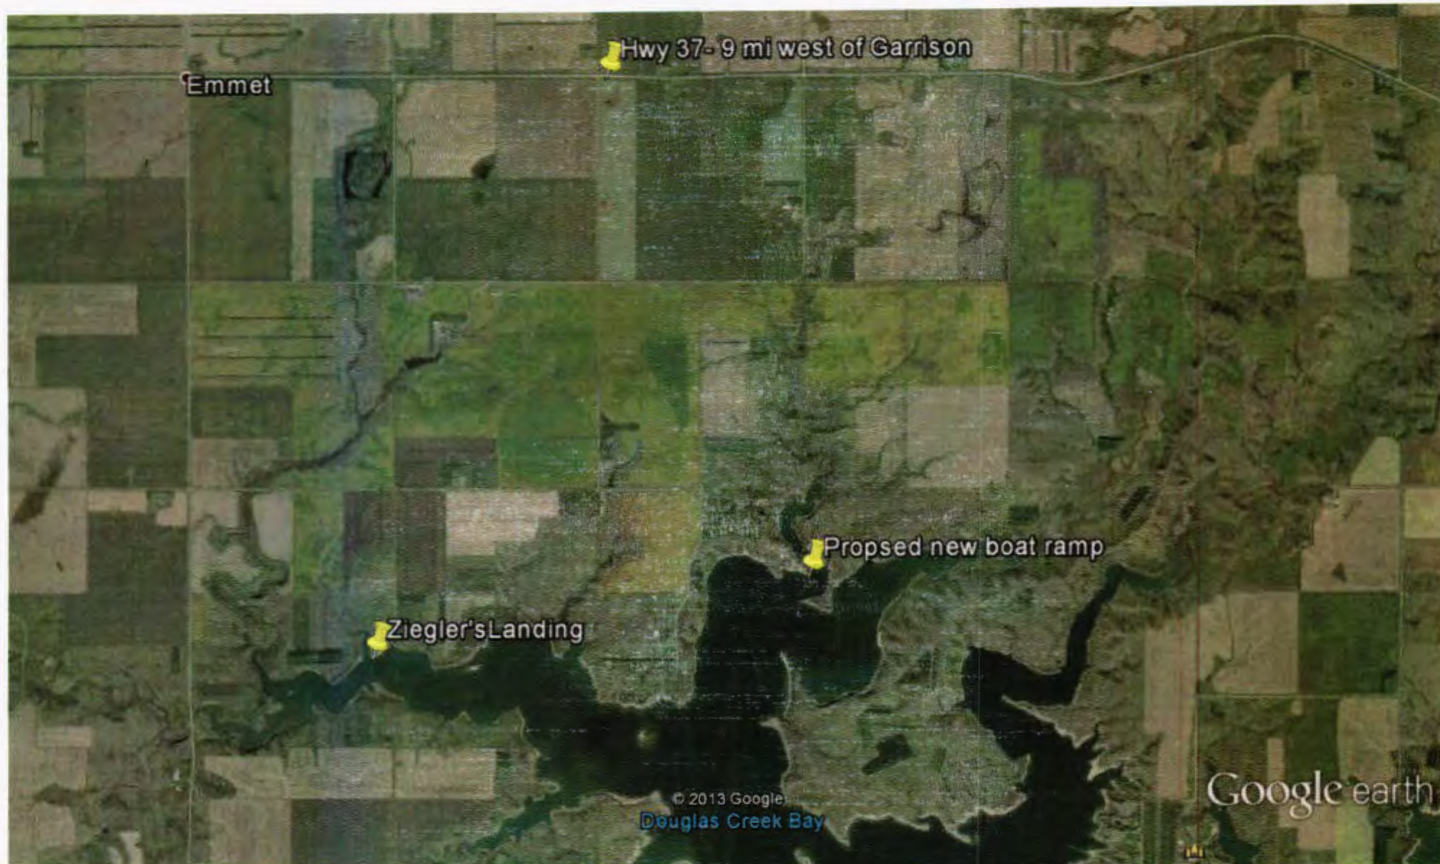 Hwy 37- 9 mi west of Garrison
Emmet
Propsed new boat ramp
Ziegler'sLanding
© 2013 Google
Douglas Creek Bay
Google earth